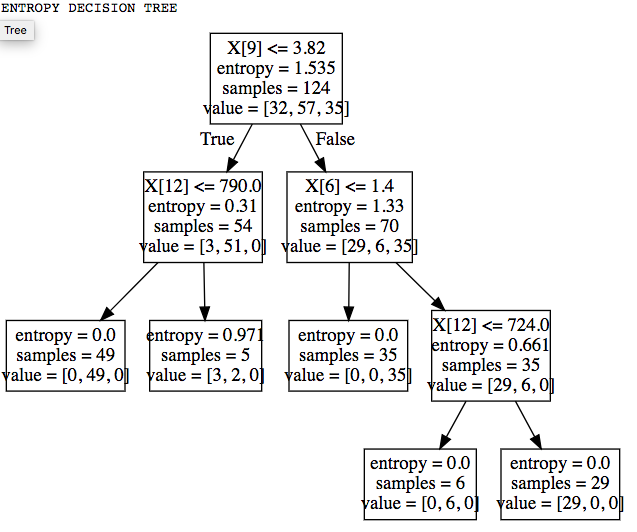 ENTROPY DECISION TREE
Tree
X[9] <= 3.82
entropy = 1.535
samples = 124
value = [32, 57, 35]
True
False
X[12] <= 790.0
entropy = 0.31
samples = 54
value = [3, 51, 0]
X[6] <= 1.4
entropy = 1.33
samples = 70
value = [29, 6, 35]
entropy = 0.0
samples = 49
value = [0, 49, 0]
entropy = 0.971
samples = 5
value = [3, 2, 0]
entropy = 0.0
samples = 35
value = [0, 0, 35]
X[12] <= 724.0
entropy = 0.661
samples = 35
value = [29, 6, 0]
entropy = 0.0
samples = 6
value = [0, 6, 0]
entropy = 0.0
samples = 29
value = [29, 0, 0]